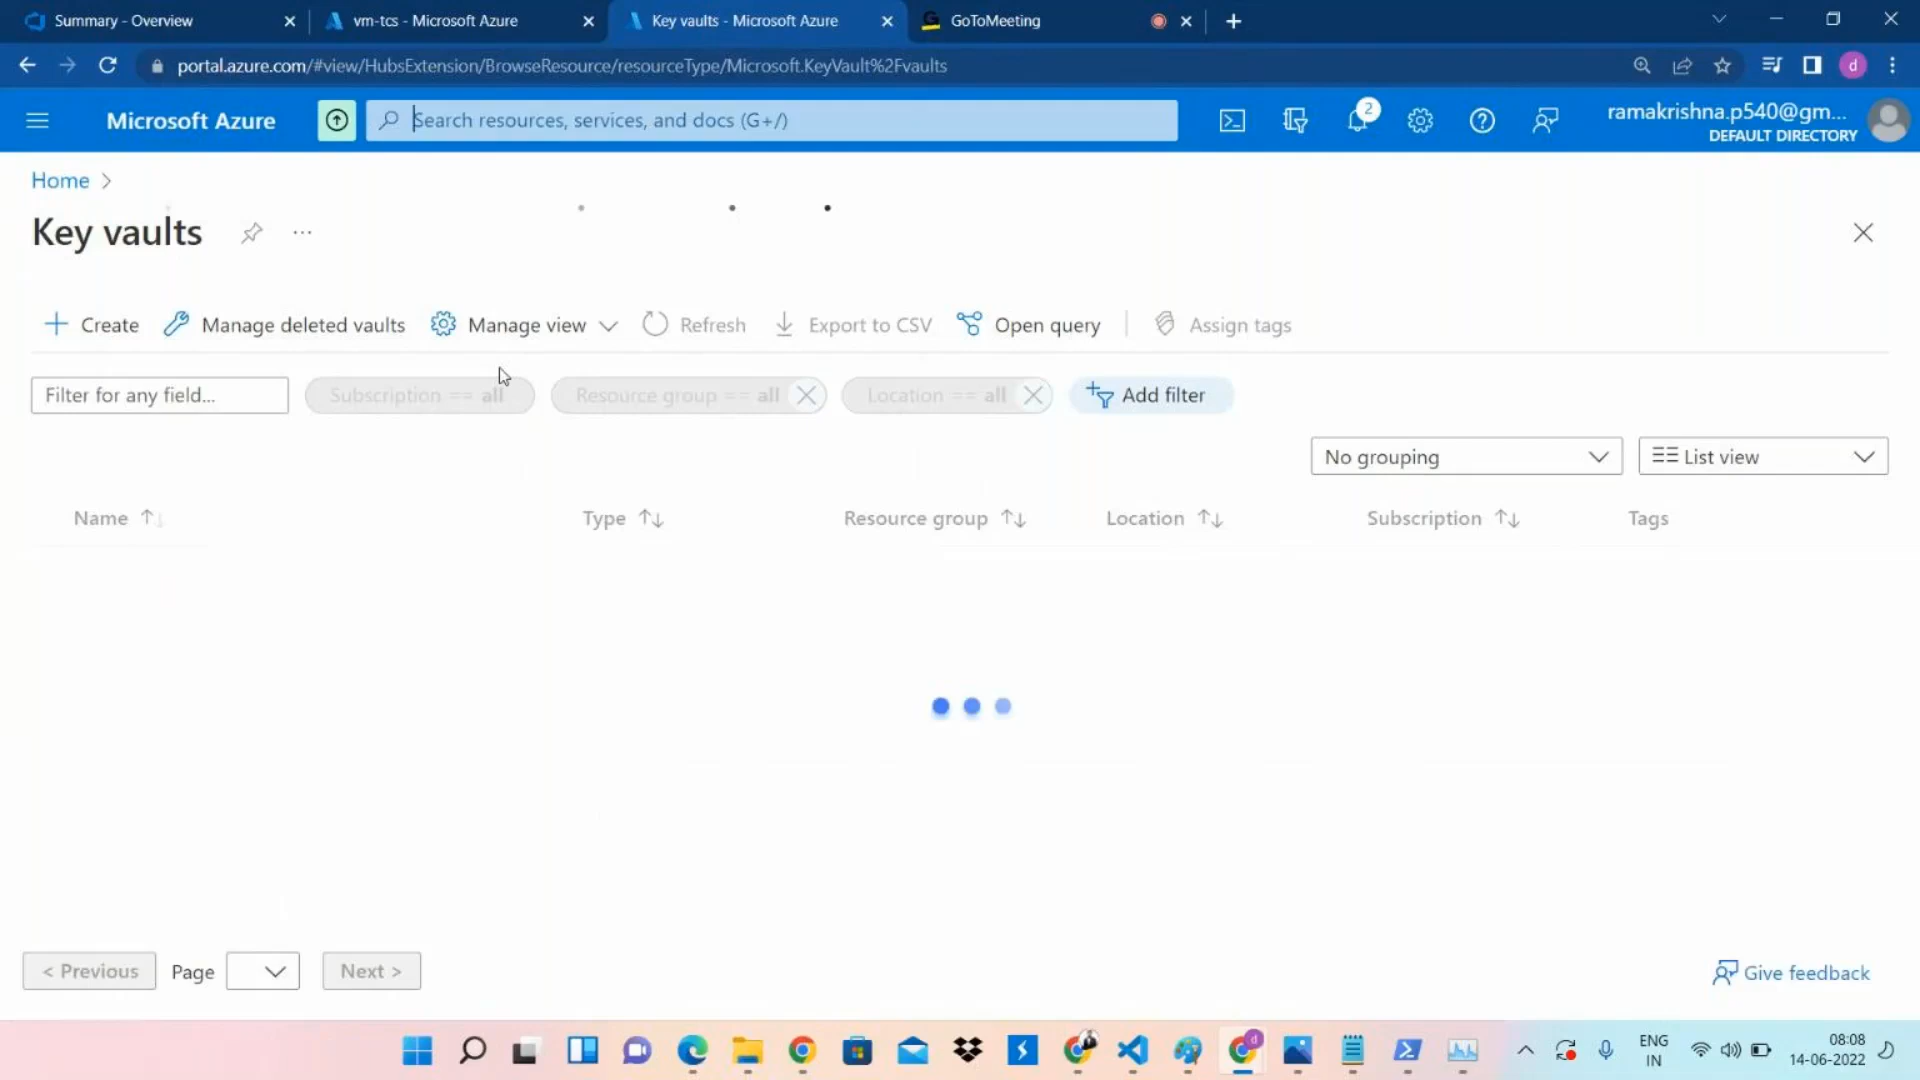 Summary - Overview
vm-tcs - Microsoft Azure
Key vaults - Microsoft Azure
GoToMeeting
portal.azure.com/#view/HubsExtension/BrowseResource/resourceType/Microsoft.KeyVault%2Fvaults
d
Microsoft Azure
Search resources, services, and docs (G+/)
2
ramakrishna.p540@gm...
DEFAULT DIRECTORY
Home >
Key vaults
Create
Manage deleted vaults
Manage view
Refresh
Export to CSV
Open query
Assign tags
Filter for any field...
Subscription == all
Resource group == all
Location == all
Add filter
No grouping
List view
Name
Type
Resource group
Location
Subscription
Tags
< Previous
Page
Next >
Give feedback
d
ENG
IN
08:08
14-06-2022